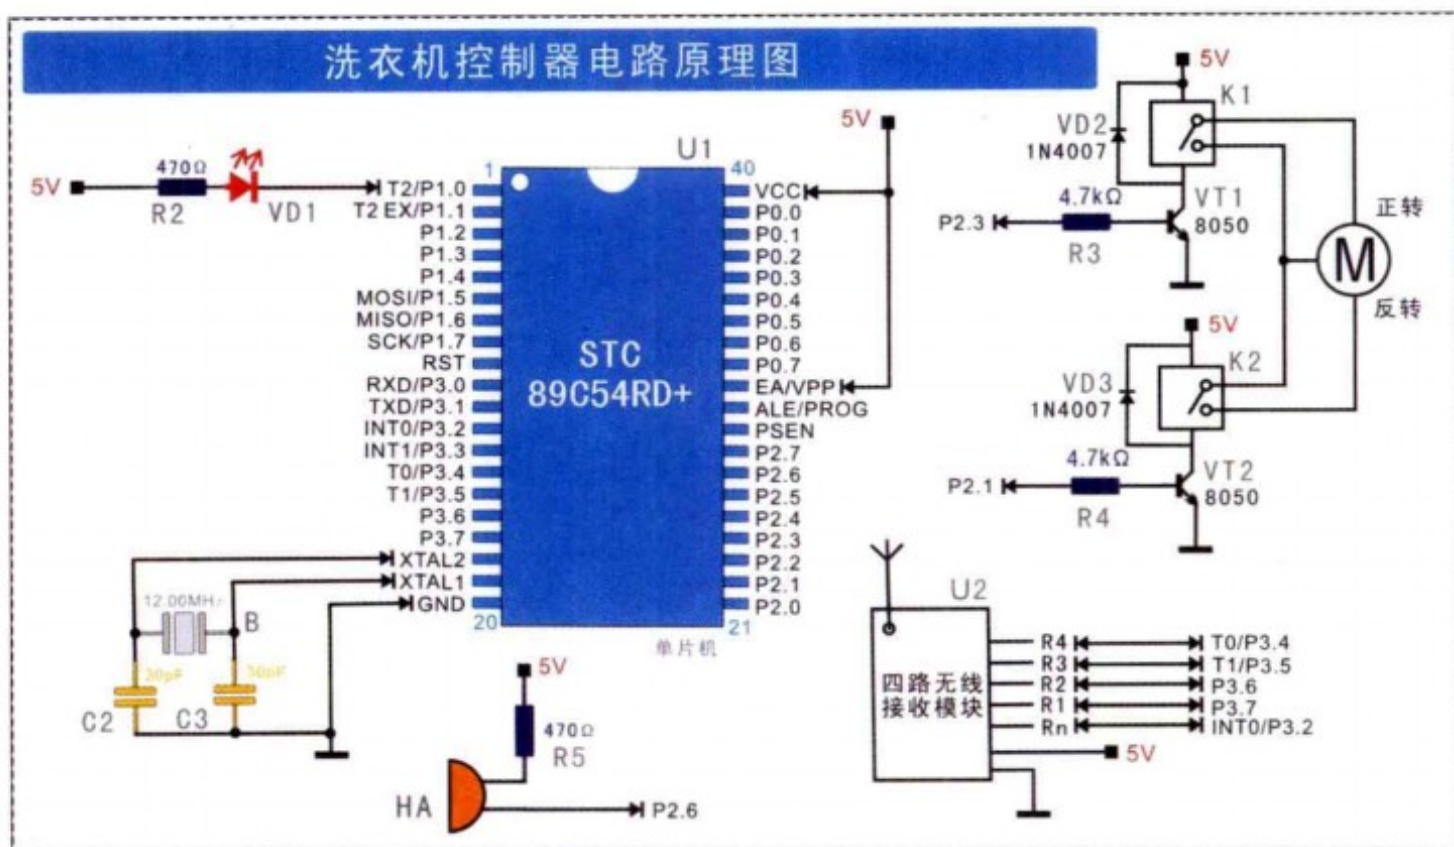 洗衣机控制器电路原理图
5V
470Ω
R2
VD1
U1
1
40
T2/P1.0
T2 EX/P1.1
P1.2
P1.3
P1.4
MOSI/P1.5
MISO/P1.6
SCK/P1.7
RST
RXD/P3.0
TXD/P3.1
INT0/P3.2
INT1/P3.3
T0/P3.4
T1/P3.5
P3.6
P3.7
XTAL2
XTAL1
GND
20
STC
89C54RD+
5V
VCC
P0.0
P0.1
P0.2
P0.3
P0.4
P0.5
P0.6
P0.7
EA/VPP
ALE/PROG
PSEN
P2.7
P2.6
P2.5
P2.4
P2.3
P2.2
P2.1
P2.0
21
单片机
B
C2
C3
5V
470Ω
R5
HA
P2.6
5V
K1
VD2
1N4007
4.7kΩ
P2.3
R3
VT1
8050
正转
M
反转
5V
K2
VD3
1N4007
4.7kΩ
P2.1
R4
VT2
8050
U2
四路无线
接收模块
R4 T0/P3.4
R3 T1/P3.5
R2 P3.6
R1 P3.7
Rn INT0/P3.2
5V